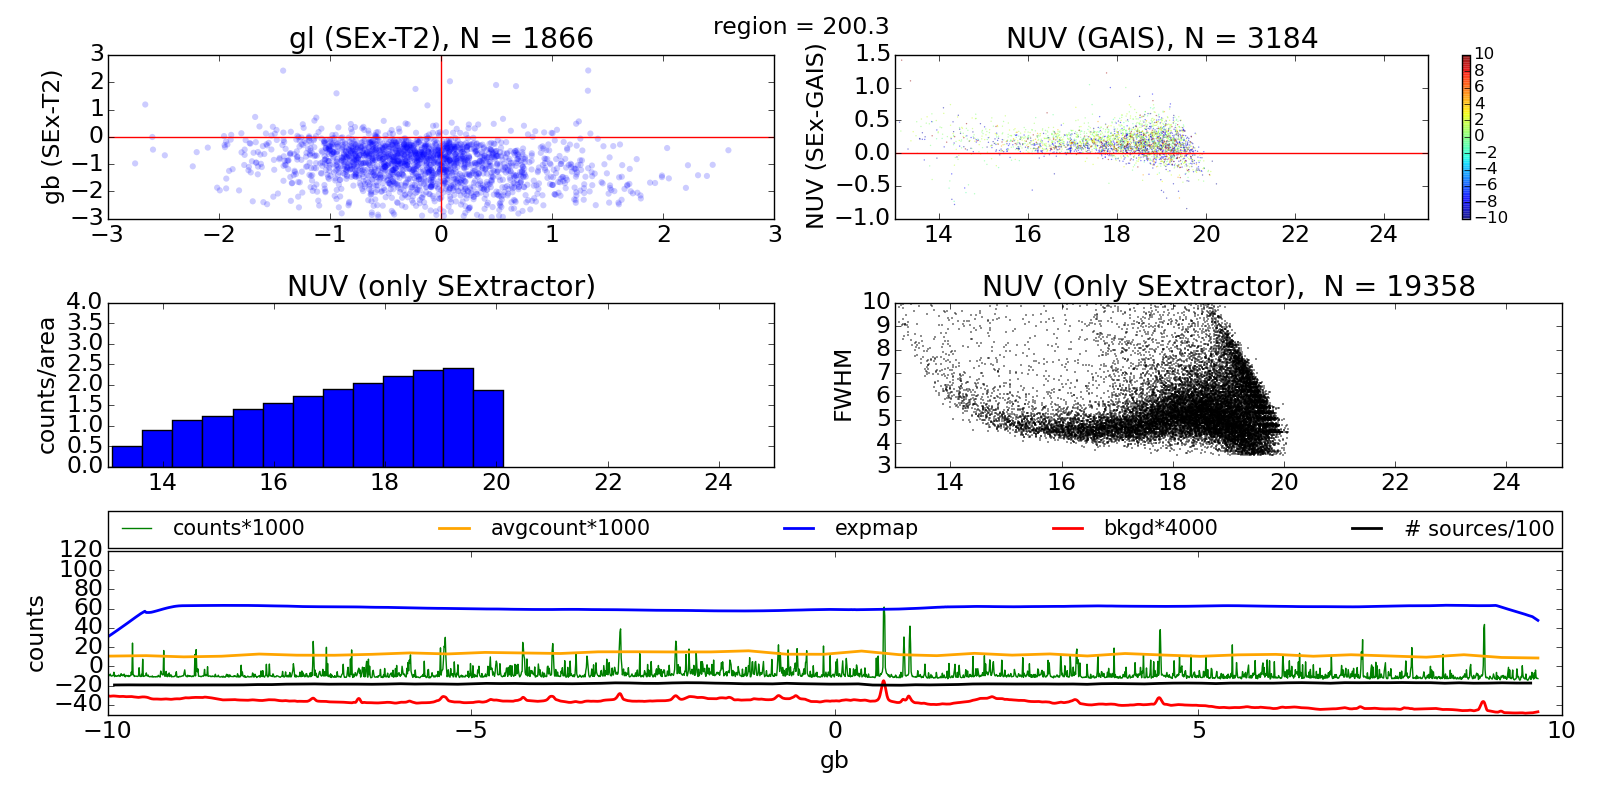 region = 200.3
gl (SEx-T2), N = 1866
gb (SEx-T2)
3
2
1
0
−1
−2
−3
−3 −2 −1 0 1 2 3
NUV (GAIS), N = 3184
NUV (SEx-GAIS)
1.5
1.0
0.5
0.0
−0.5
−1.0
14 16 18 20 22 24
10
8
6
4
2
0
−2
−4
−6
−8
−10
NUV (only SExtractor)
counts/area
4.0
3.5
3.0
2.5
2.0
1.5
1.0
0.5
0.0
14 16 18 20 22 24
NUV (Only SExtractor), N = 19358
FWHM
10
9
8
7
6
5
4
3
14 16 18 20 22 24
counts*1000 avgcount*1000 expmap bkgd*4000 # sources/100
counts
120
100
80
60
40
20
0
−20
−40
−10 −5 0 5 10
gb